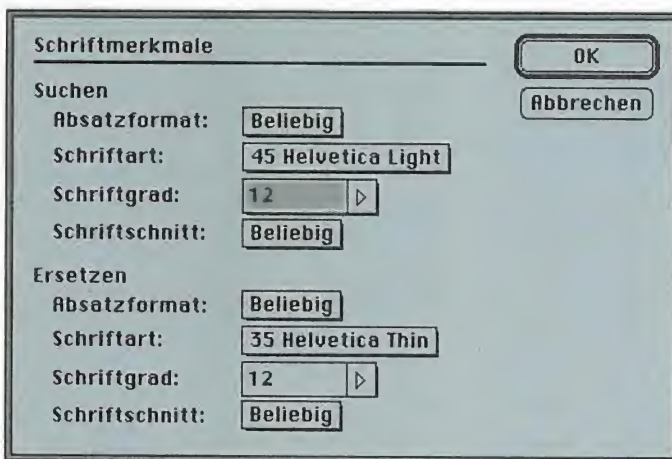 Schriftmerkmale
OK
Abbrechen
Suchen
Absatzformat: Beliebig
Schriftart: 45 Helvetica Light
Schriftgrad: 12
Schriftschnitt: Beliebig
Ersetzen
Absatzformat: Beliebig
Schriftart: 35 Helvetica Thin
Schriftgrad: 12
Schriftschnitt: Beliebig